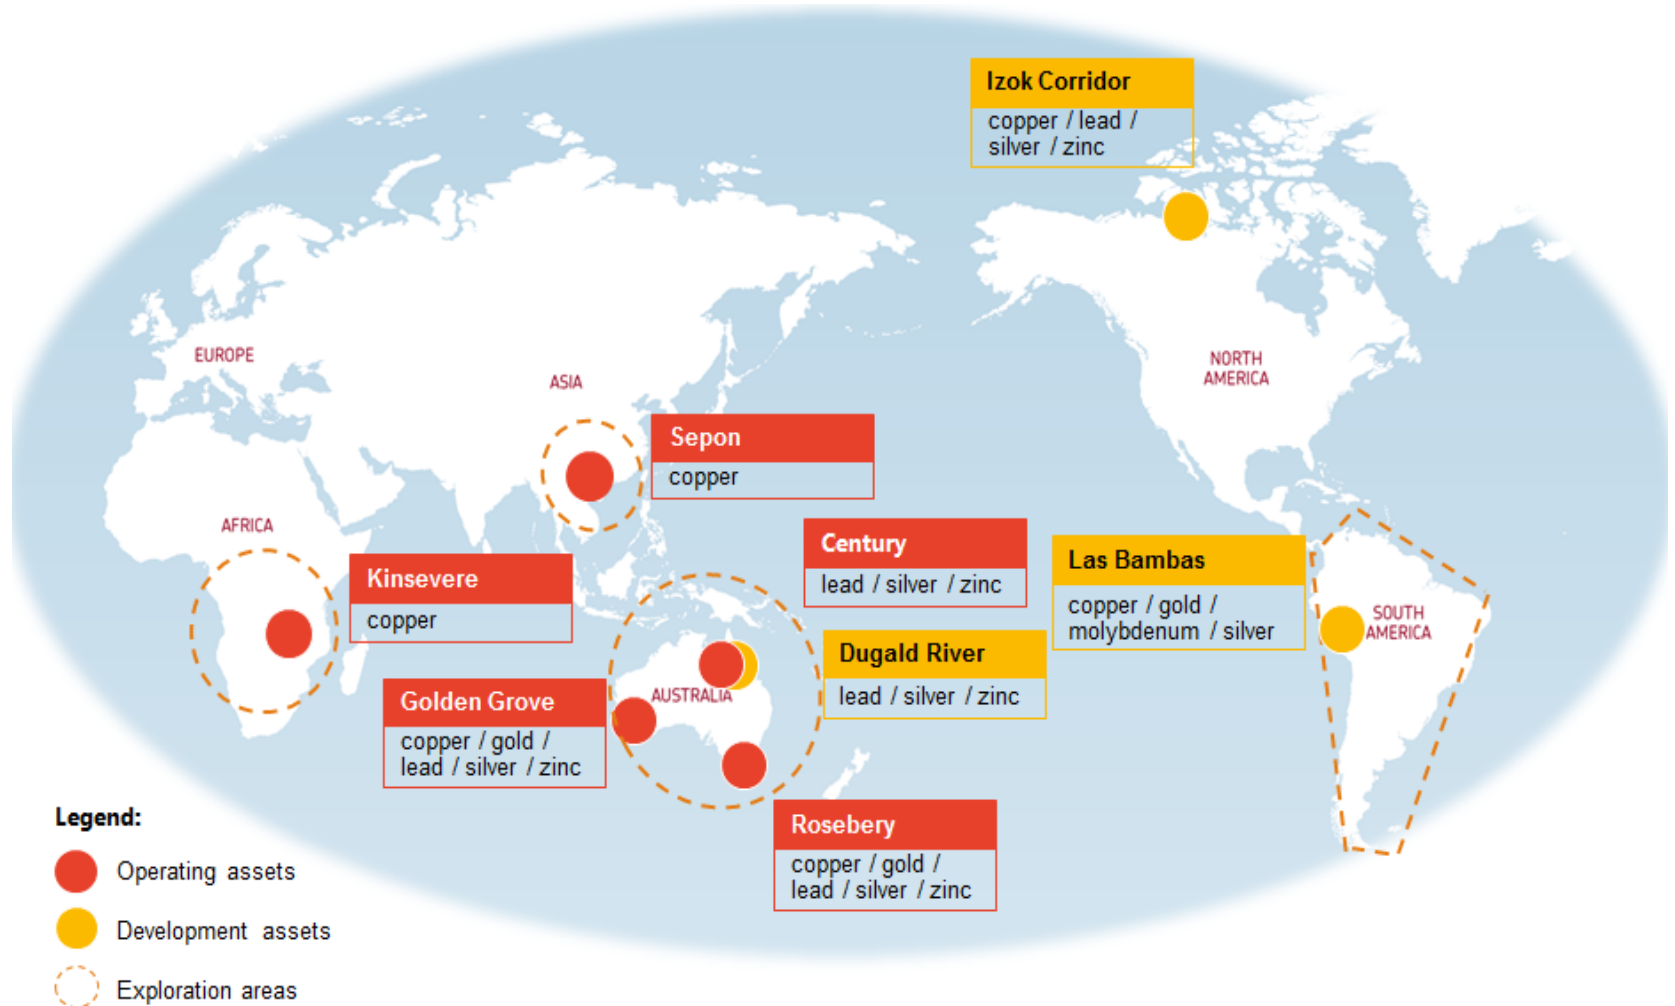 Izok Corridor
copper / lead /
silver / zinc
EUROPE
ASIA
NORTH
AMERICA
Sepon
copper
AFRICA
Century
lead / silver / zinc
Kinsevere
copper
Las Bambas
copper / gold /
molybdenum / silver
SOUTH
AMERICA
Dugald River
lead / silver / zinc
AUSTRALIA
Golden Grove
copper / gold /
lead / silver / zinc
Rosebery
copper / gold /
lead / silver / zinc
Legend:
Operating assets
Development assets
Exploration areas